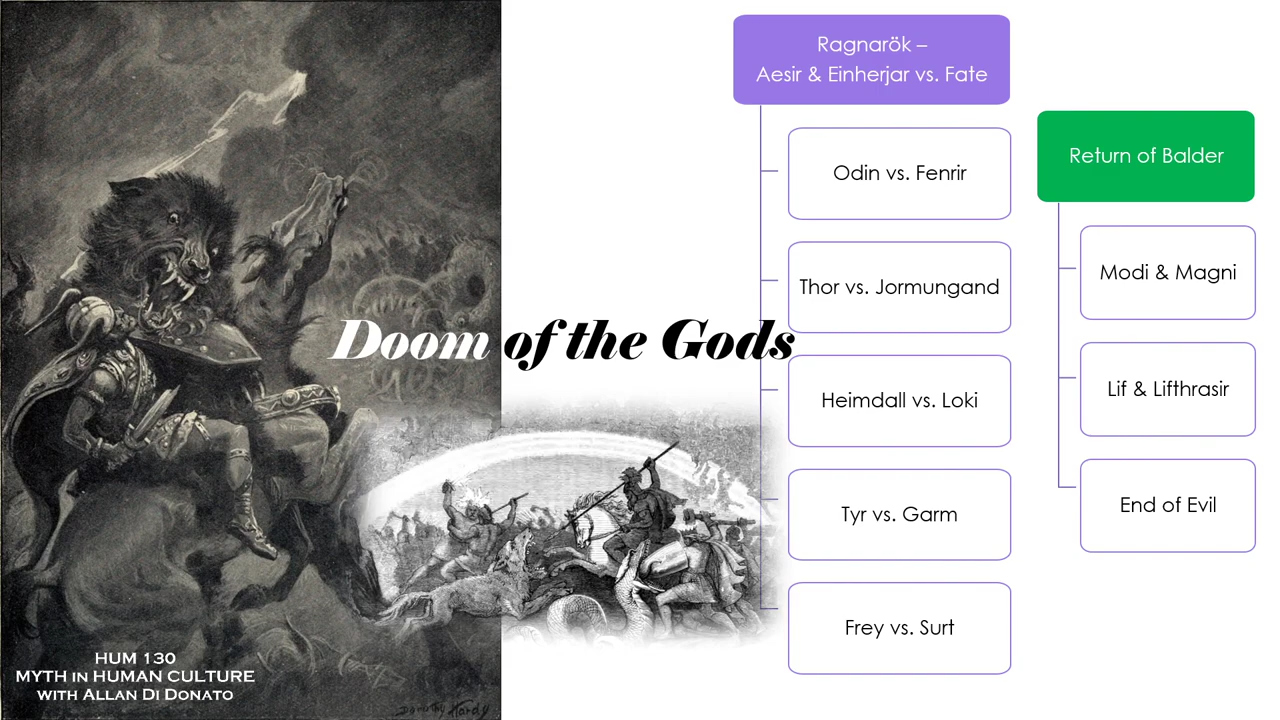 Ragnarök –
Aesir & Einherjar vs. Fate
Odin vs. Fenrir
Thor vs. Jormungand
Heimdall vs. Loki
Tyr vs. Garm
Frey vs. Surt
Return of Balder
Modi & Magni
Lif & Lifthrasir
End of Evil
Doom of the Gods
HUM 130
MYTH in HUMAN CULTURE
WITH ALLAN DI DONATO
Dorothy Hardy